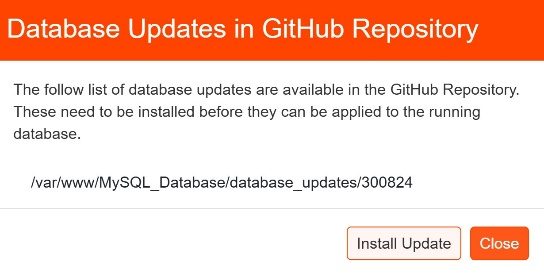 Database Updates in GitHub Repository
The follow list of database updates are available in the GitHub Repository.
These need to be installed before they can be applied to the running
database.
/var/www/MySQL_Database/database_updates/300824
Install Update
Close